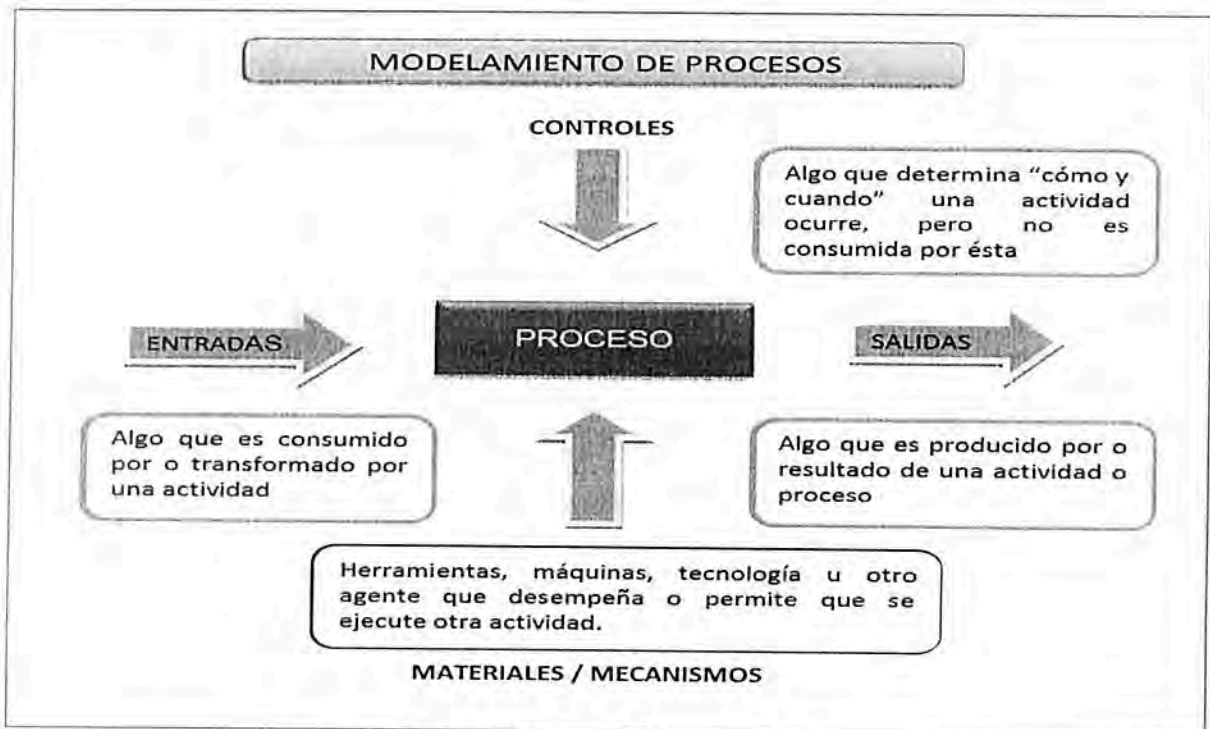 MODELAMIENTO DE PROCESOS
CONTROLES
Algo que determina “cómo y
cuando” una actividad
ocurre, pero no es
consumida por ésta
ENTRADAS
PROCESO
SALIDAS
Algo que es consumido
por o transformado por
una actividad
Algo que es producido por o
resultado de una actividad o
proceso
Herramientas, máquinas, tecnología u otro
agente que desempeña o permite que se
ejecute otra actividad.
MATERIALES / MECANISMOS